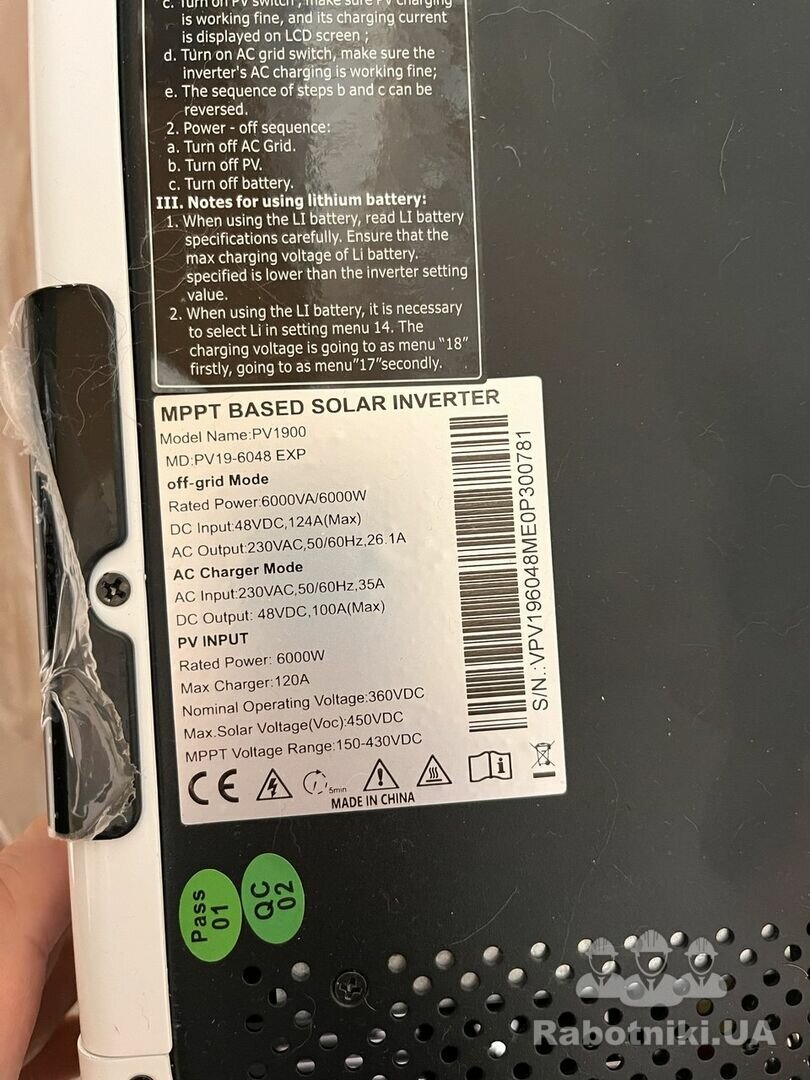 c. Turn on PV switch , make sure PV charging
is working fine, and its charging current
is displayed on LCD screen ;
d. Turn on AC grid switch, make sure the
inverter's AC charging is working fine;
e. The sequence of steps b and c can be
reversed.
2. Power - off sequence:
a. Turn off AC Grid.
b. Turn off PV.
c. Turn off battery.
III. Notes for using lithium battery:
1. When using the LI battery, read LI battery
specifications carefully. Ensure that the
max charging voltage of Li battery.
specified is lower than the inverter setting
value.
2. When using the LI battery, it is necessary
to select Li in setting menu 14. The
charging voltage is going to as menu "18"
firstly, going to as menu"17"secondly.
MPPT BASED SOLAR INVERTER
Model Name:PV1900
MD:PV19-6048 EXP
off-grid Mode
Rated Power:6000VA/6000W
DC Input:48VDC,124A(Max)
AC Output:230VAC,50/60Hz,26.1A
AC Charger Mode
AC Input:230VAC,50/60Hz,35A
DC Output: 48VDC,100A(Max)
PV INPUT
Rated Power: 6000W
Max Charger:120A
Nominal Operating Voltage:360VDC
Max.Solar Voltage(Voc):450VDC
MPPT Voltage Range:150-430VDC
S/N.:VPV196048ME0P300781
CE
5min
i
MADE IN CHINA
Pass
01
QC
02
Rabotniki.UA